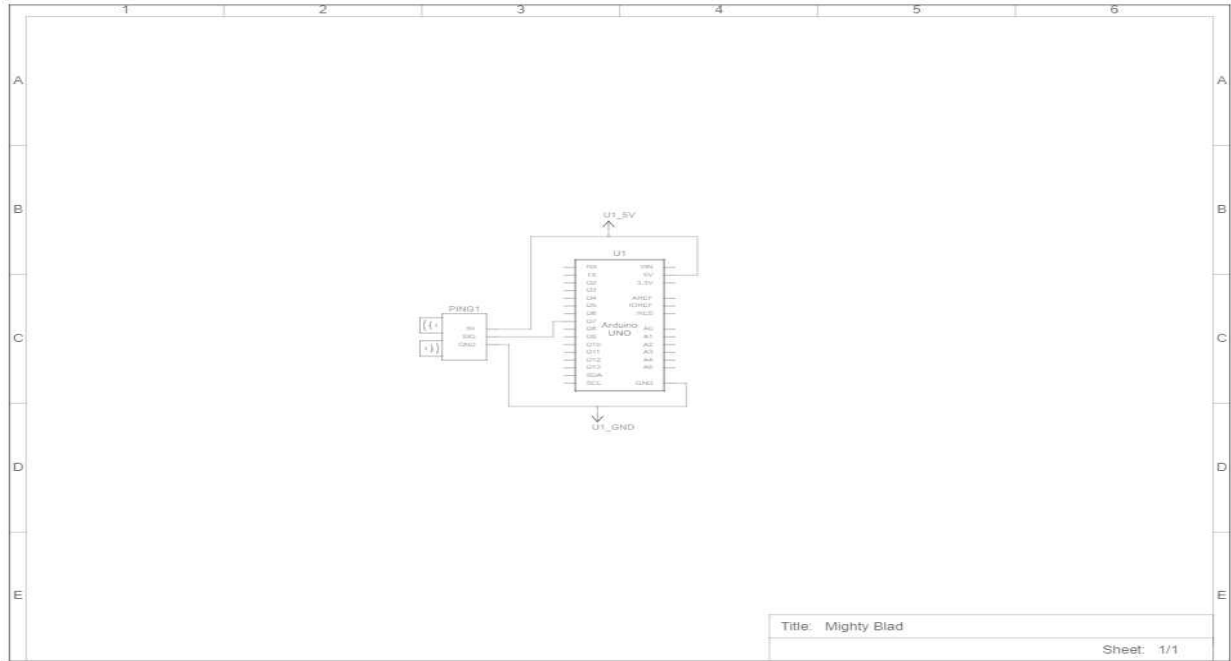 1 2 3 4 5 6
A A
B B
U1_5V
U1
RX VIN
TX 5V
D2 3.3V
D3
D4 AREF
D5 IOREF
D6 RES
PING1
D7
5V D8 Arduino A0
SIG D9 UNO A1
GND D10 A2
D11 A3
D12 A4
D13 A5
SDA
SCL GND
C C
U1_GND
D D
E E
Title: Mighty Blad
Sheet: 1/1